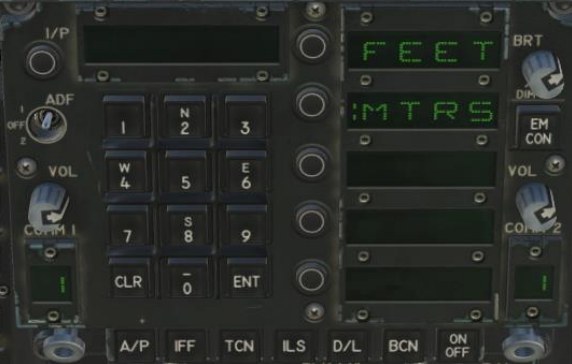 I/P
FEET
BRT
ADF
1
OFF
2
:MTRS
DIM
1
N
2
3
EM
CON
VOL
W
4
5
E
6
VOL
COMM 1
7
S
8
9
COMM 2
CLR
–
0
ENT
1
1
A/P
IFF
TCN
ILS
D/L
BCN
ON
OFF